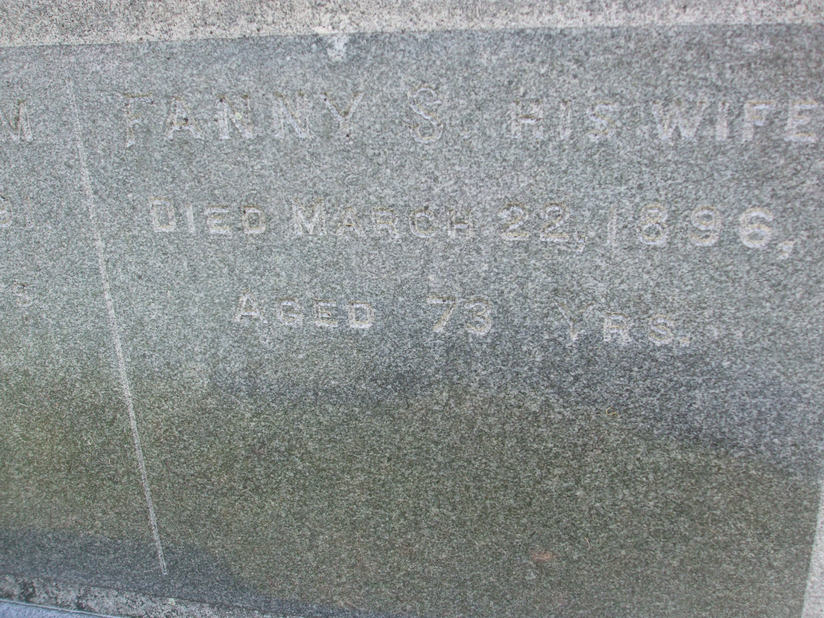 FANNY S. HIS WIFE
DIED MARCH 22, 1896,
AGED 73 YRS.